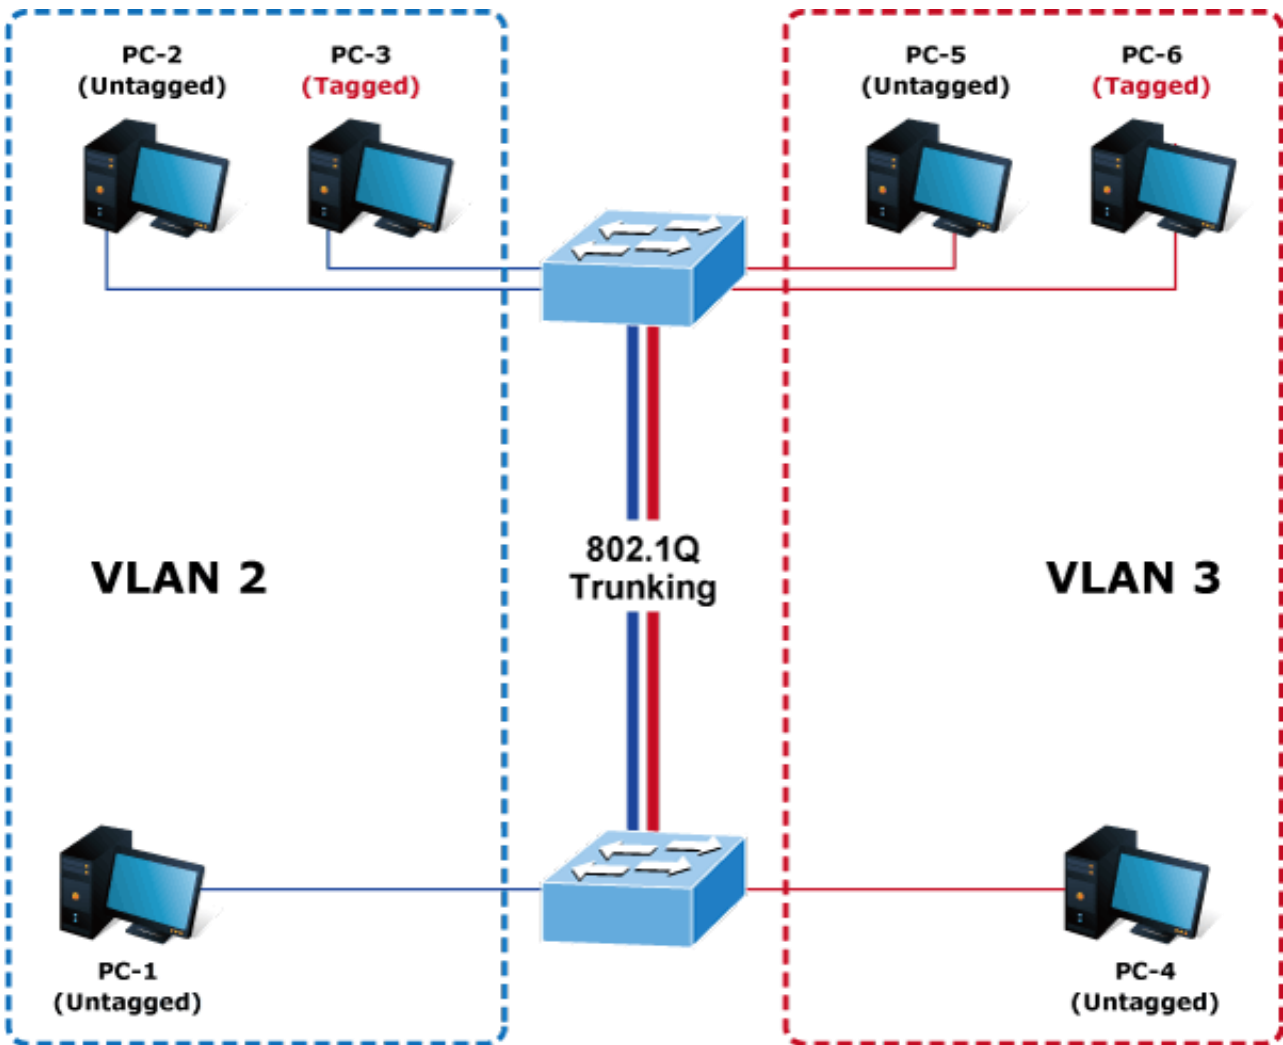 PC-2
(Untagged)
PC-3
(Tagged)
PC-5
(Untagged)
PC-6
(Tagged)
802.1Q
Trunking
VLAN 2
VLAN 3
PC-1
(Untagged)
PC-4
(Untagged)